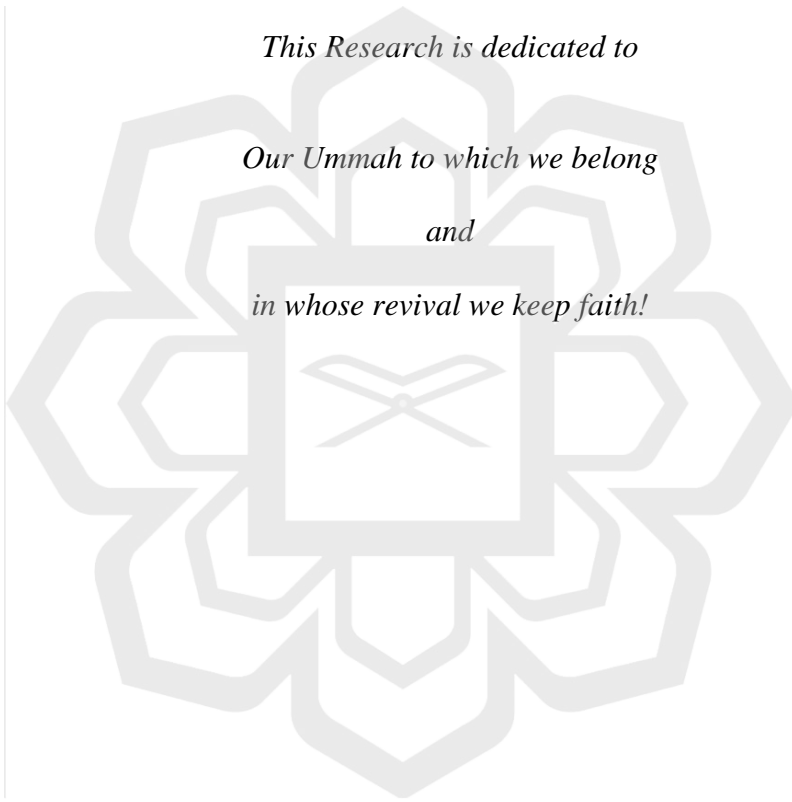 This Research is dedicated to
Our Ummah to which we belong
and
in whose revival we keep faith!